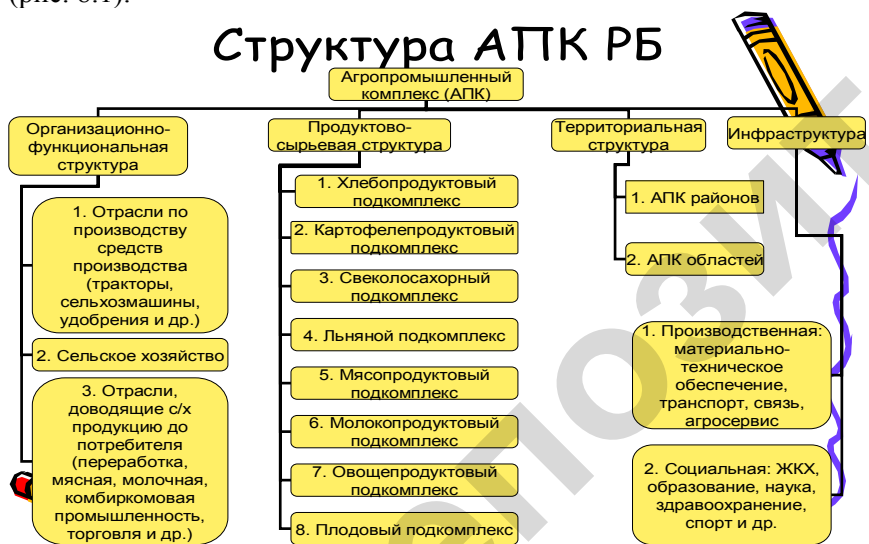 (рис. 6.1).
Структура АПК РБ
Агропромышленный
комплекс (АПК)
Организационно-
функциональная
структура
1. Отрасли по
производству
средств
производства
(тракторы,
сельхозмашины,
удобрения и др.)
2. Сельское хозяйство
3. Отрасли,
доводящие с/х
продукцию до
потребителя
(переработка,
мясная, молочная,
комбиркомовая
промышленность,
торговля и др.)
Продуктово-
сырьевая структура
1. Хлебопродуктовый
подкомплекс
2. Картофелепродуктовый
подкомплекс
3. Свеколосахорный
подкомплекс
4. Льняной подкомплекс
5. Мясопродуктовый
подкомплекс
6. Молокопродуктовый
подкомплекс
7. Овощепродуктовый
подкомплекс
8. Плодовый подкомплекс
Территориальная
структура
1. АПК районов
2. АПК областей
Инфраструктура
1. Производственная:
материально-
техническое
обеспечение,
транспорт, связь,
агросервис
2. Социальная: ЖКХ,
образование, наука,
здравоохранение,
спорт и др.